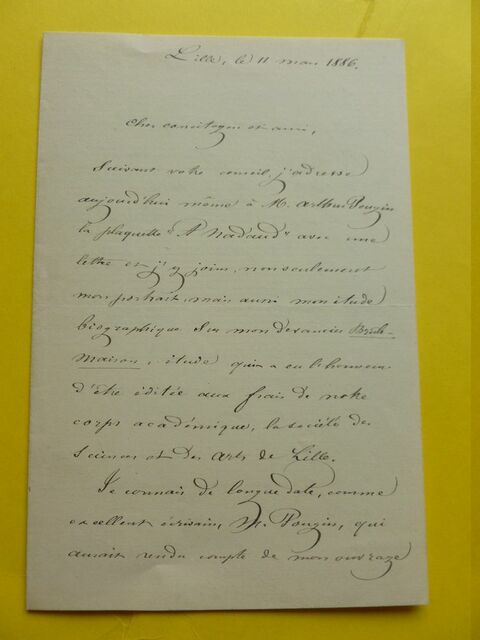 Lille, le 11 mai 1886.
Cher concitoyen et ami,
Suivant votre conseil, j'adresse
aujourd'hui même à M. Arthur Pougin
la plaquette "A Nadaud" avec une
lettre et j'y joins, non seulement
mon portrait, mais aussi mon étude
biographique sur mon devancier Brûle-
Maison, étude qui a eu l'honneur
d'être éditée aux frais de notre
corps académique, la société des
Sciences et des Arts de Lille.
Je connais de longue date, comme
excellent écrivain, M. Pougin, qui
aurait rendu compte de mon ouvrage